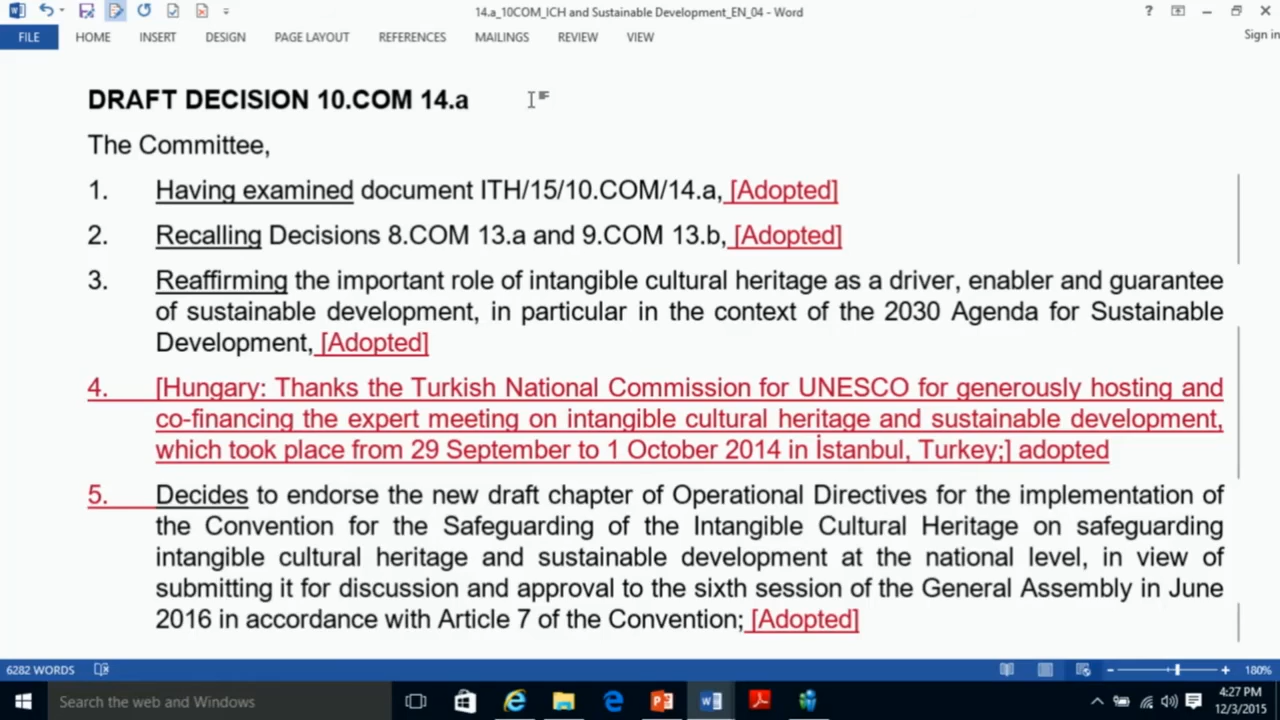 14.a_10COM_ICH and Sustainable Development_EN_04 - Word
?
FILE HOME INSERT DESIGN PAGE LAYOUT REFERENCES MAILINGS REVIEW VIEW
Sign in
DRAFT DECISION 10.COM 14.a
The Committee,
1. Having examined document ITH/15/10.COM/14.a, [Adopted]
2. Recalling Decisions 8.COM 13.a and 9.COM 13.b, [Adopted]
3. Reaffirming the important role of intangible cultural heritage as a driver, enabler and guarantee
of sustainable development, in particular in the context of the 2030 Agenda for Sustainable
Development, [Adopted]
4. [Hungary: Thanks the Turkish National Commission for UNESCO for generously hosting and
co-financing the expert meeting on intangible cultural heritage and sustainable development,
which took place from 29 September to 1 October 2014 in İstanbul, Turkey;] adopted
5. Decides to endorse the new draft chapter of Operational Directives for the implementation of
the Convention for the Safeguarding of the Intangible Cultural Heritage on safeguarding
intangible cultural heritage and sustainable development at the national level, in view of
submitting it for discussion and approval to the sixth session of the General Assembly in June
2016 in accordance with Article 7 of the Convention; [Adopted]
6282 WORDS
180%
Search the web and Windows
4:27 PM
12/3/2015